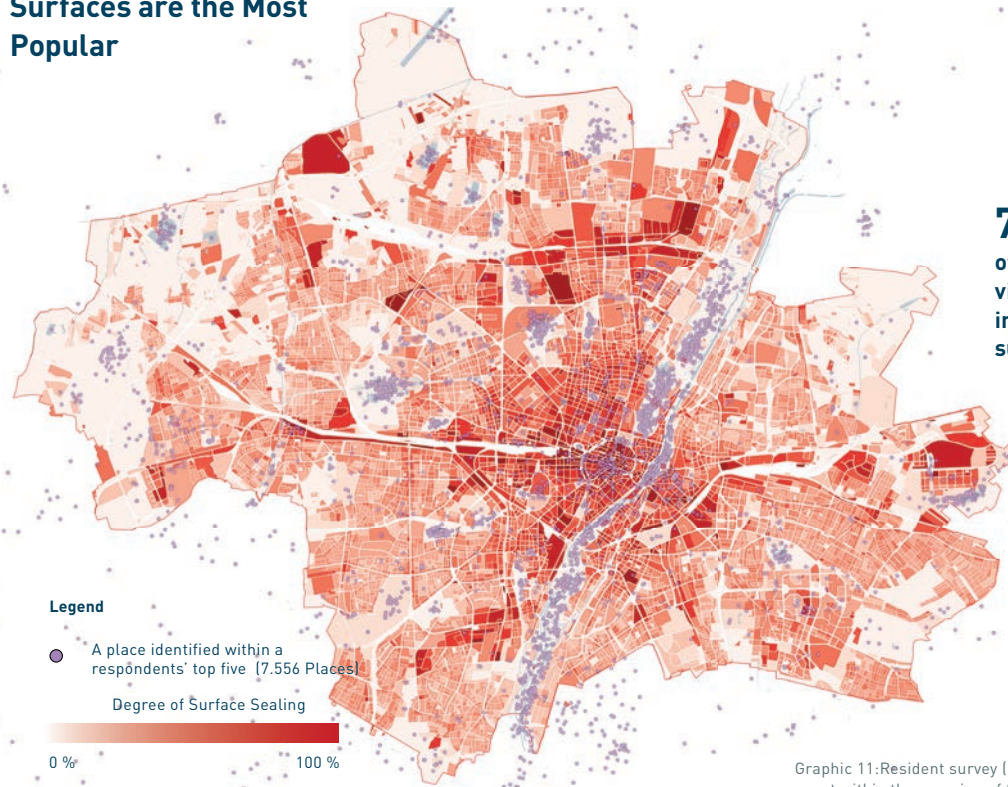 Surfaces are the Most
Popular
7
Legend
A place identified within a
respondents' top five (7.556 Places)
Degree of Surface Sealing
0 %
100 %
Graphic 11:Resident survey (